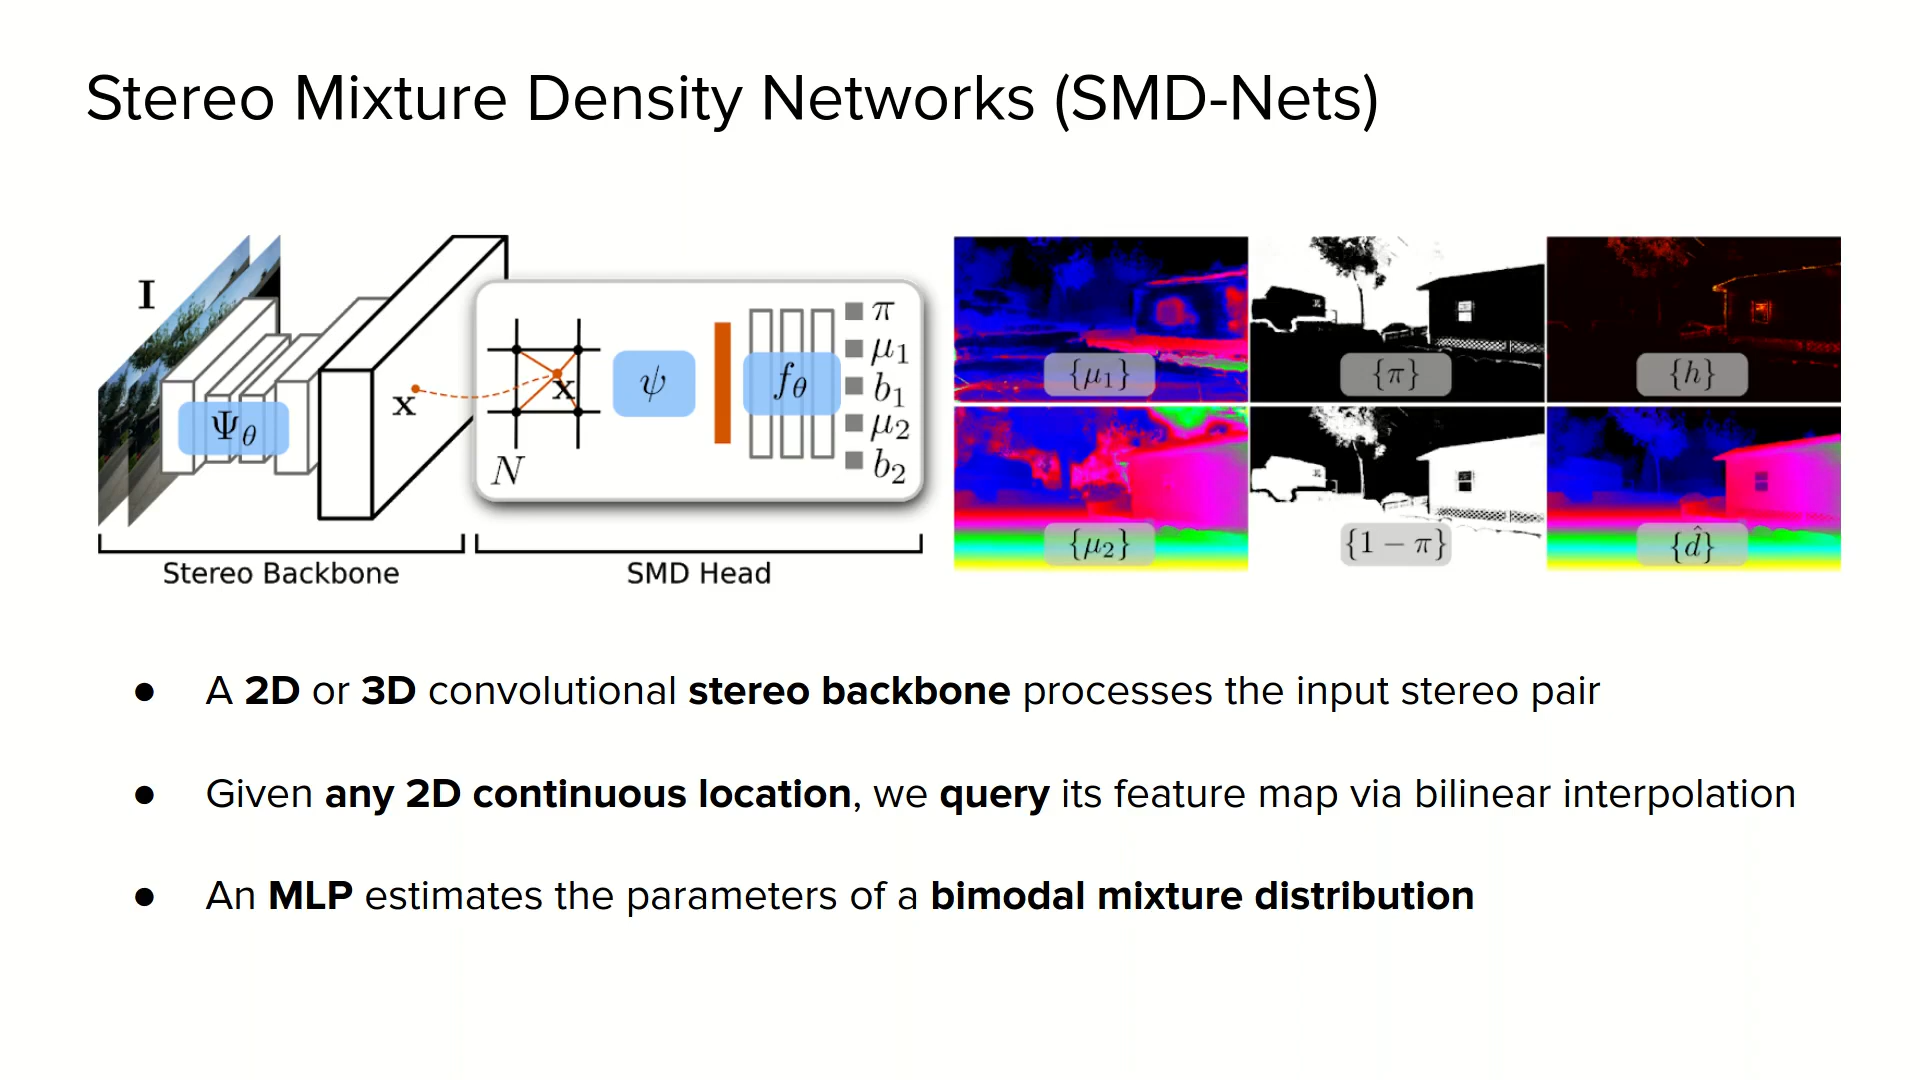 Stereo Mixture Density Networks (SMD-Nets)
I
Ψθ
x
x
N
ψ
fθ
π
μ1
b1
μ2
b2
Stereo Backbone
SMD Head
{μ1}
{π}
{h}
{μ2}
{1 − π}
{d̂}
● A 2D or 3D convolutional stereo backbone processes the input stereo pair
● Given any 2D continuous location, we query its feature map via bilinear interpolation
● An MLP estimates the parameters of a bimodal mixture distribution